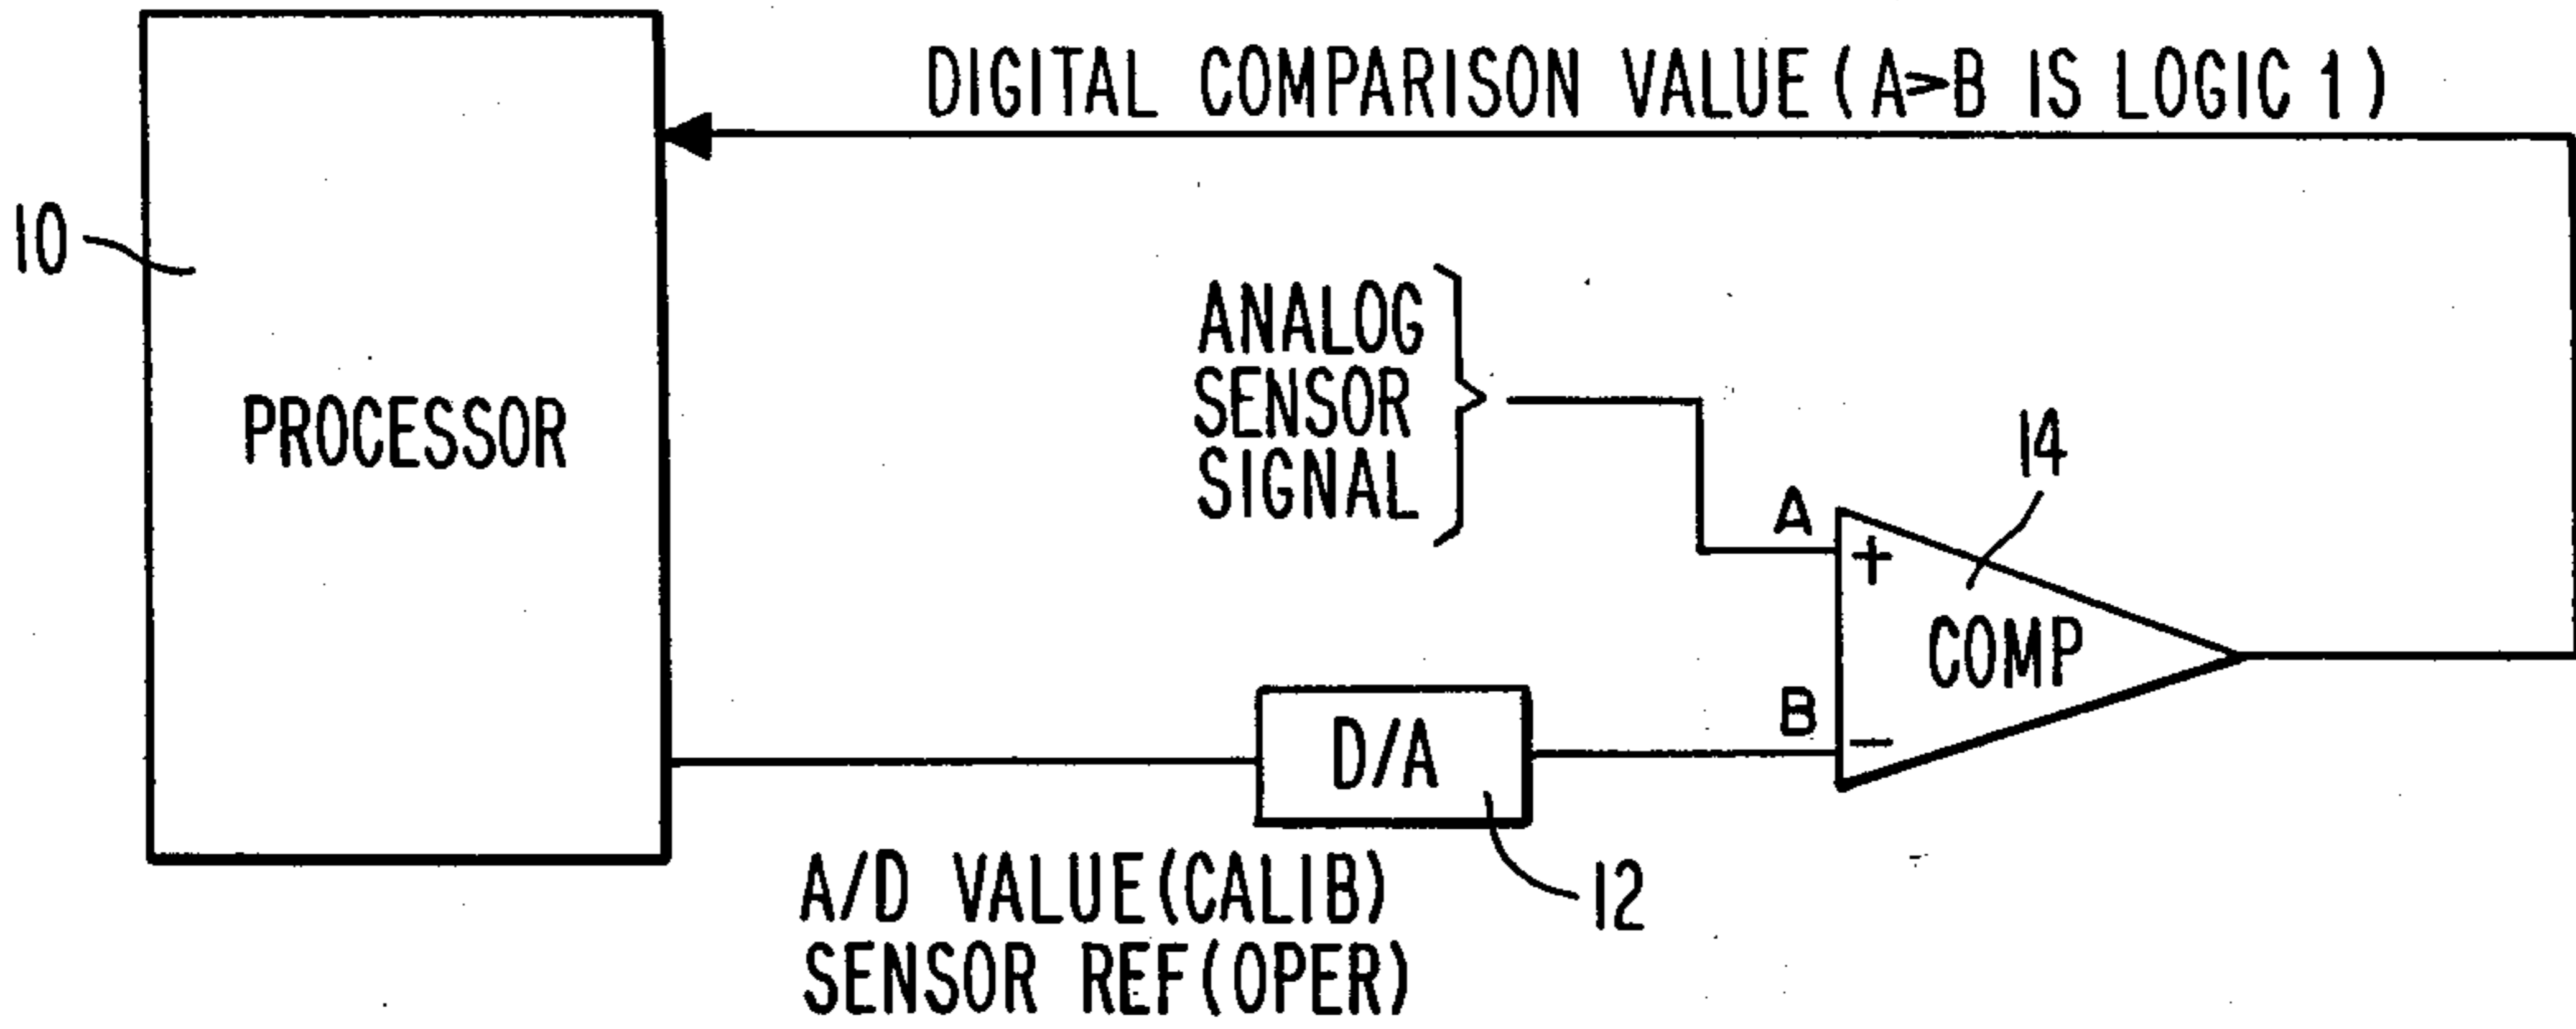 DIGITAL COMPARISON VALUE (A>B IS LOGIC 1)
10
PROCESSOR
ANALOG
SENSOR
SIGNAL
14
A
+
COMP
B
−
D/A
12
A/D VALUE(CALIB)
SENSOR REF(OPER)